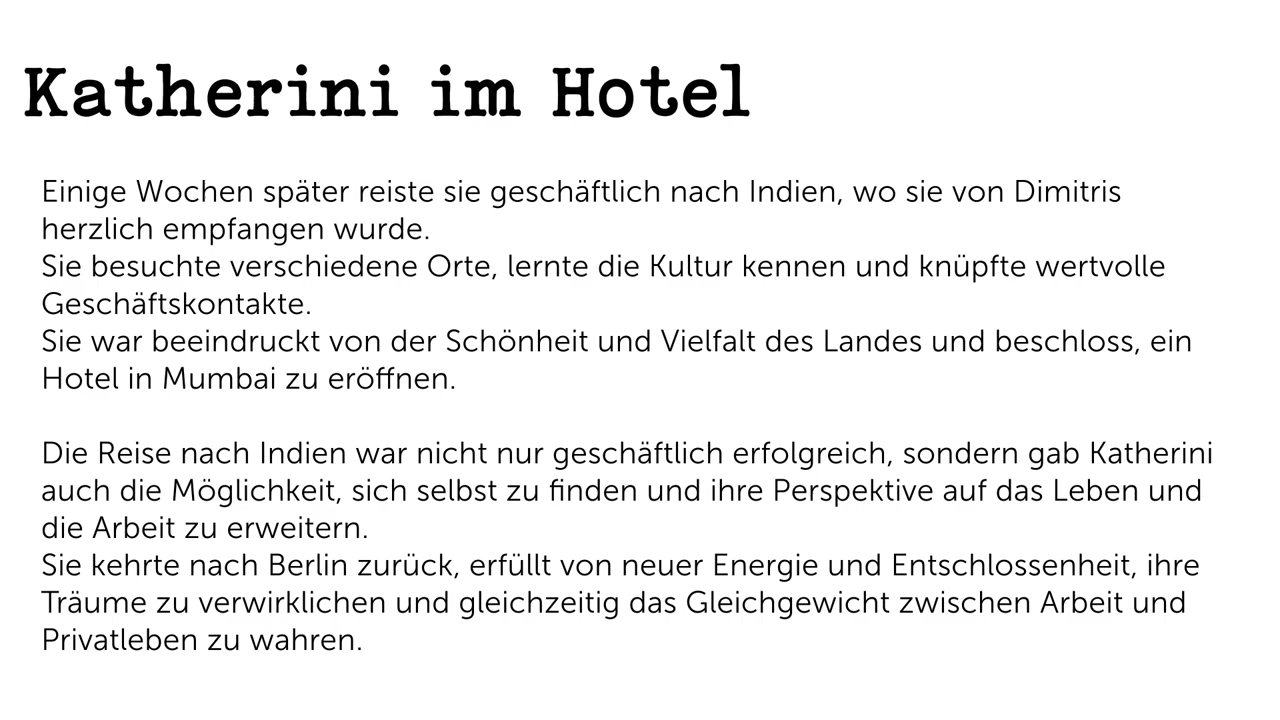 Katherini im Hotel
Einige Wochen später reiste sie geschäftlich nach Indien, wo sie von Dimitris
herzlich empfangen wurde.
Sie besuchte verschiedene Orte, lernte die Kultur kennen und knüpfte wertvolle
Geschäftskontakte.
Sie war beeindruckt von der Schönheit und Vielfalt des Landes und beschloss, ein
Hotel in Mumbai zu eröffnen.
Die Reise nach Indien war nicht nur geschäftlich erfolgreich, sondern gab Katherini
auch die Möglichkeit, sich selbst zu finden und ihre Perspektive auf das Leben und
die Arbeit zu erweitern.
Sie kehrte nach Berlin zurück, erfüllt von neuer Energie und Entschlossenheit, ihre
Träume zu verwirklichen und gleichzeitig das Gleichgewicht zwischen Arbeit und
Privatleben zu wahren.